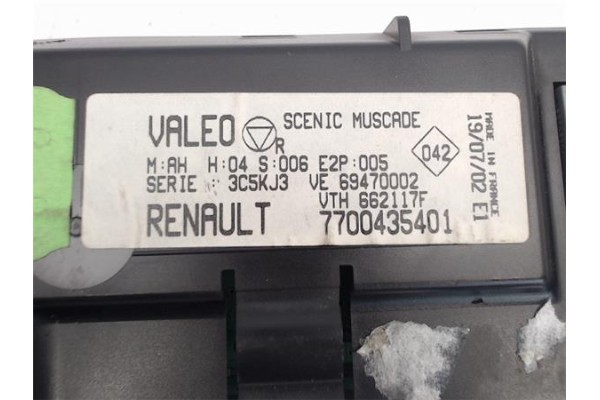 VALEO R SCENIC MUSCADE
M:AH H:04 S:006 E2P:005
SERIE N° 3C5KJ3 VE 69470002
VTH 662117F
RENAULT 7700435401
042
MADE IN FRANCE
19/07/02 E1